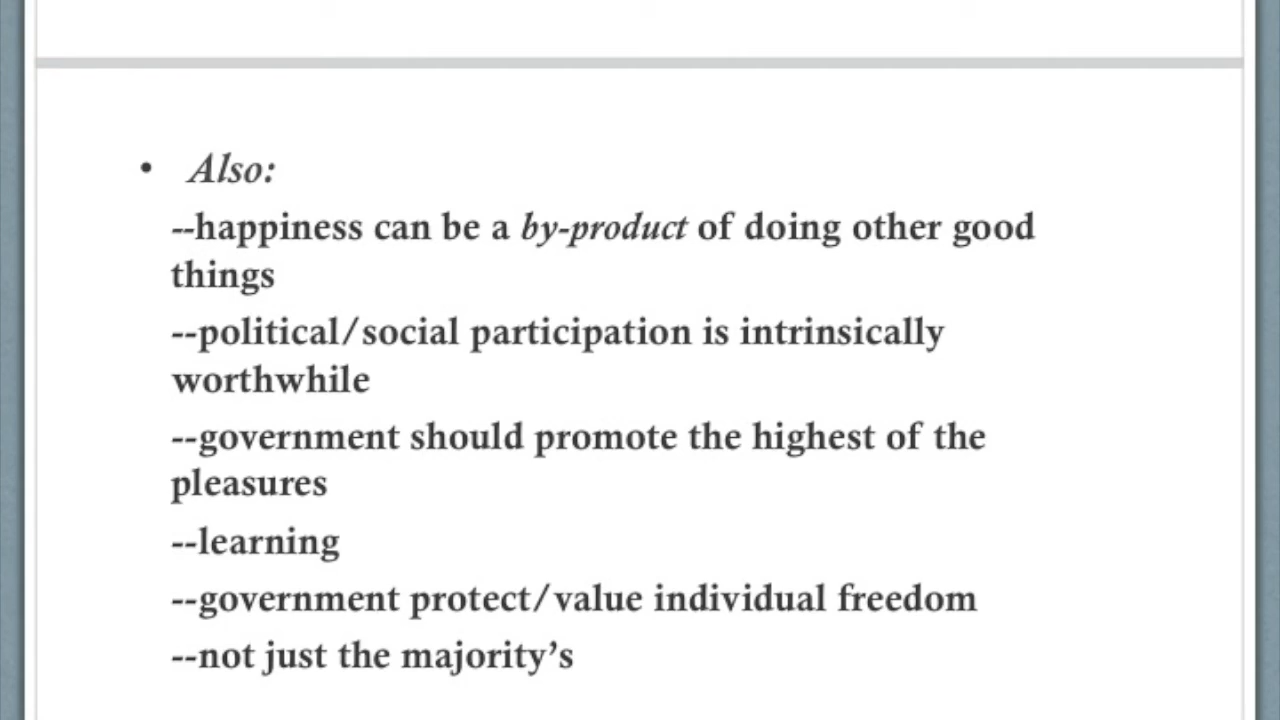 • Also:
--happiness can be a by-product of doing other good
things
--political/social participation is intrinsically
worthwhile
--government should promote the highest of the
pleasures
--learning
--government protect/value individual freedom
--not just the majority’s